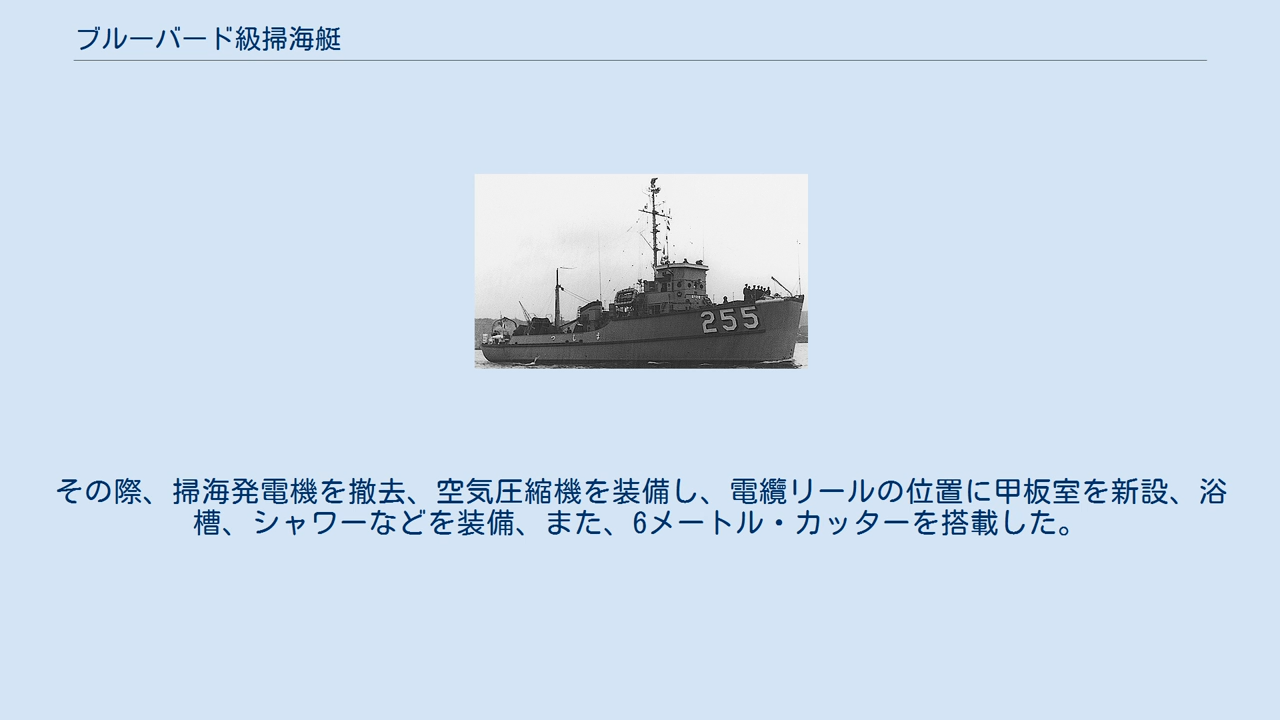 ブルーバード級掃海艇
255
つしま
その際、掃海発電機を撤去、空気圧縮機を装備し、電纜リールの位置に甲板室を新設、浴
槽、シャワーなどを装備、また、6メートル・カッターを搭載した。